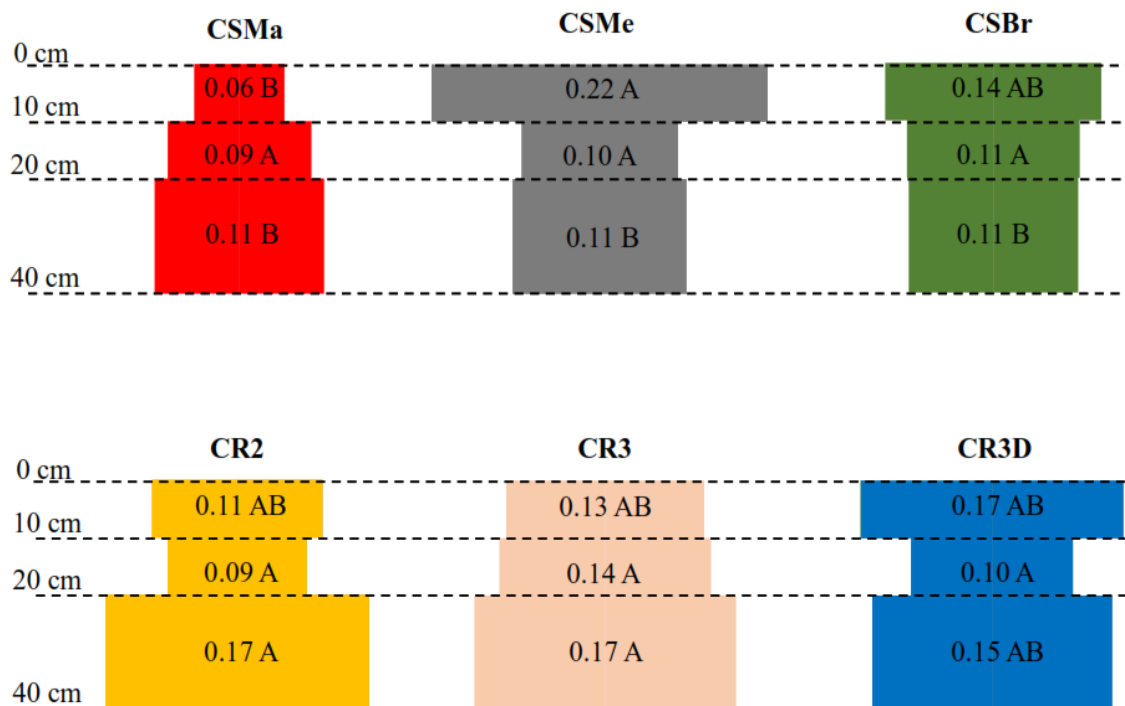 CSMa CSMe CSBr
0 cm
0.06 B 0.22 A 0.14 AB
10 cm
0.09 A 0.10 A 0.11 A
20 cm
0.11 B 0.11 B 0.11 B
40 cm
CR2 CR3 CR3D
0 cm
0.11 AB 0.13 AB 0.17 AB
10 cm
0.09 A 0.14 A 0.10 A
20 cm
0.17 A 0.17 A 0.15 AB
40 cm